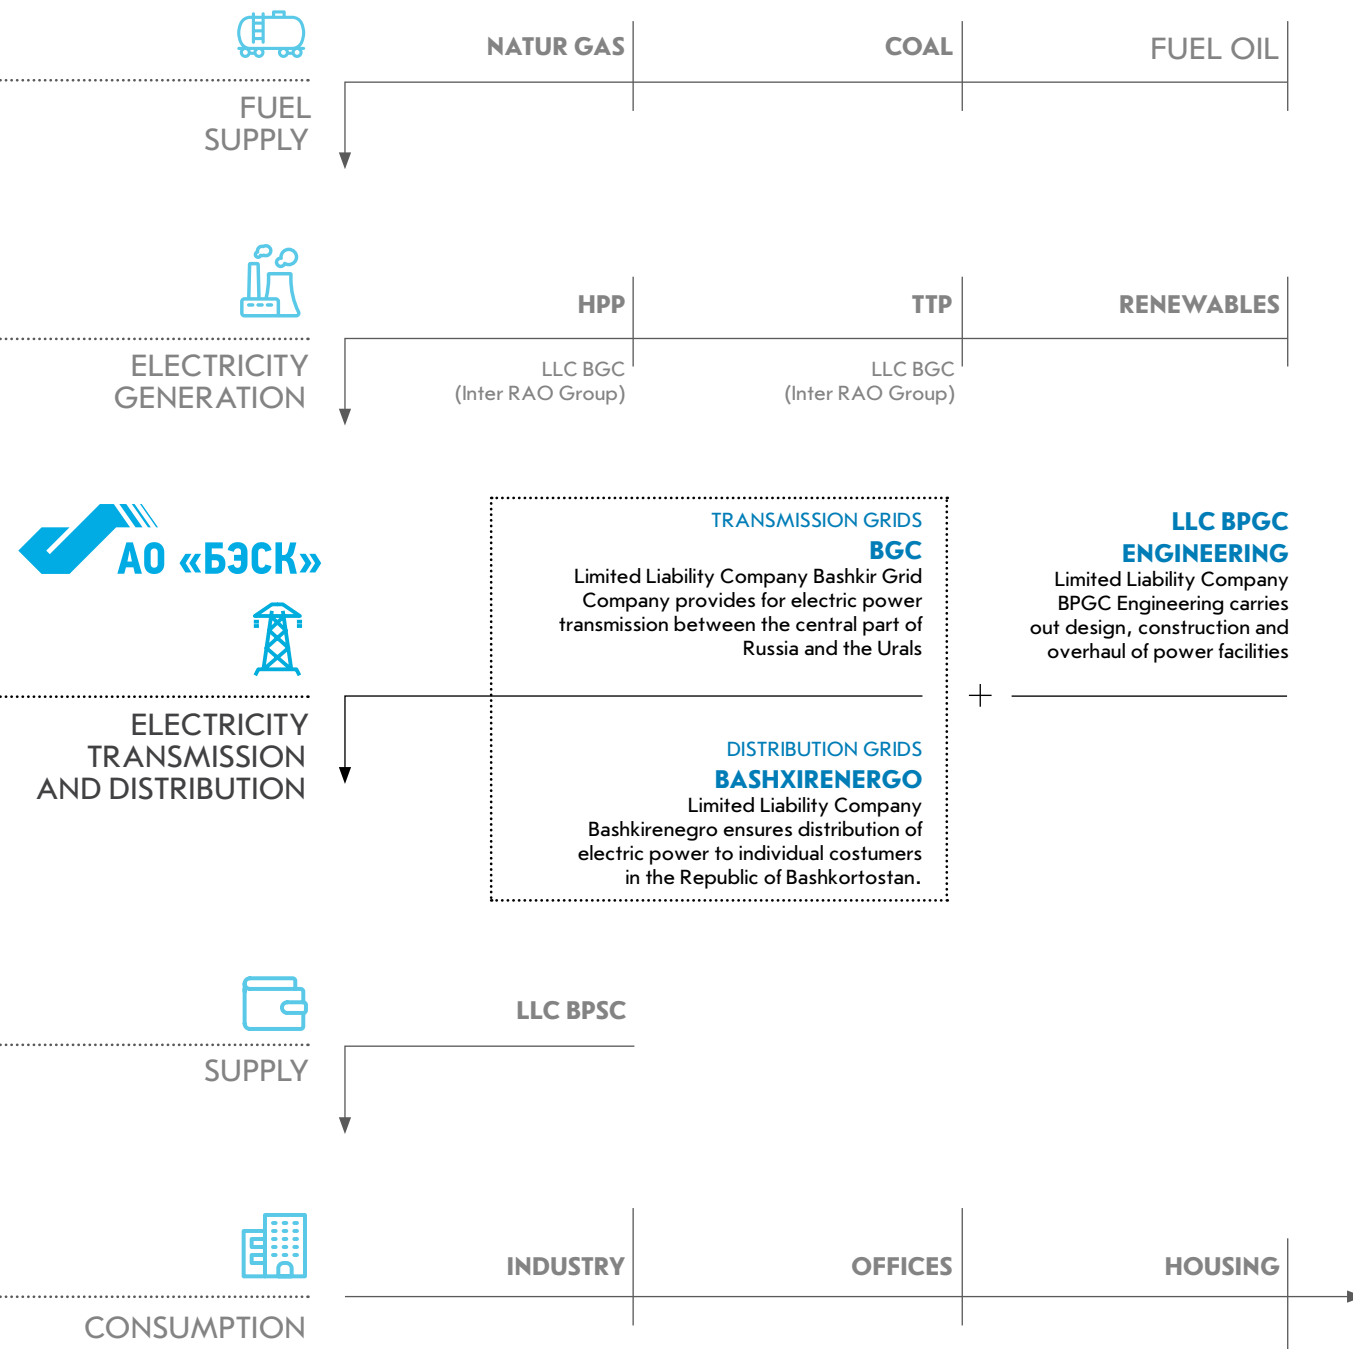 NATUR GAS
COAL
FUEL OIL
FUEL
SUPPLY
HPP
TTP
RENEWABLES
ELECTRICITY
GENERATION
LLC BGC
(Inter RAO Group)
LLC BGC
(Inter RAO Group)
АО «БЭСК»
TRANSMISSION GRIDS
BGC
Limited Liability Company Bashkir Grid
Company provides for electric power
transmission between the central part of
Russia and the Urals
LLC BPGC
ENGINEERING
Limited Liability Company
BPGC Engineering carries
out design, construction and
overhaul of power facilities
+
ELECTRICITY
TRANSMISSION
AND DISTRIBUTION
DISTRIBUTION GRIDS
BASHXIRENERGO
Limited Liability Company
Bashkirenegro ensures distribution of
electric power to individual costumers
in the Republic of Bashkortostan.
LLC BPSC
SUPPLY
INDUSTRY
OFFICES
HOUSING
CONSUMPTION